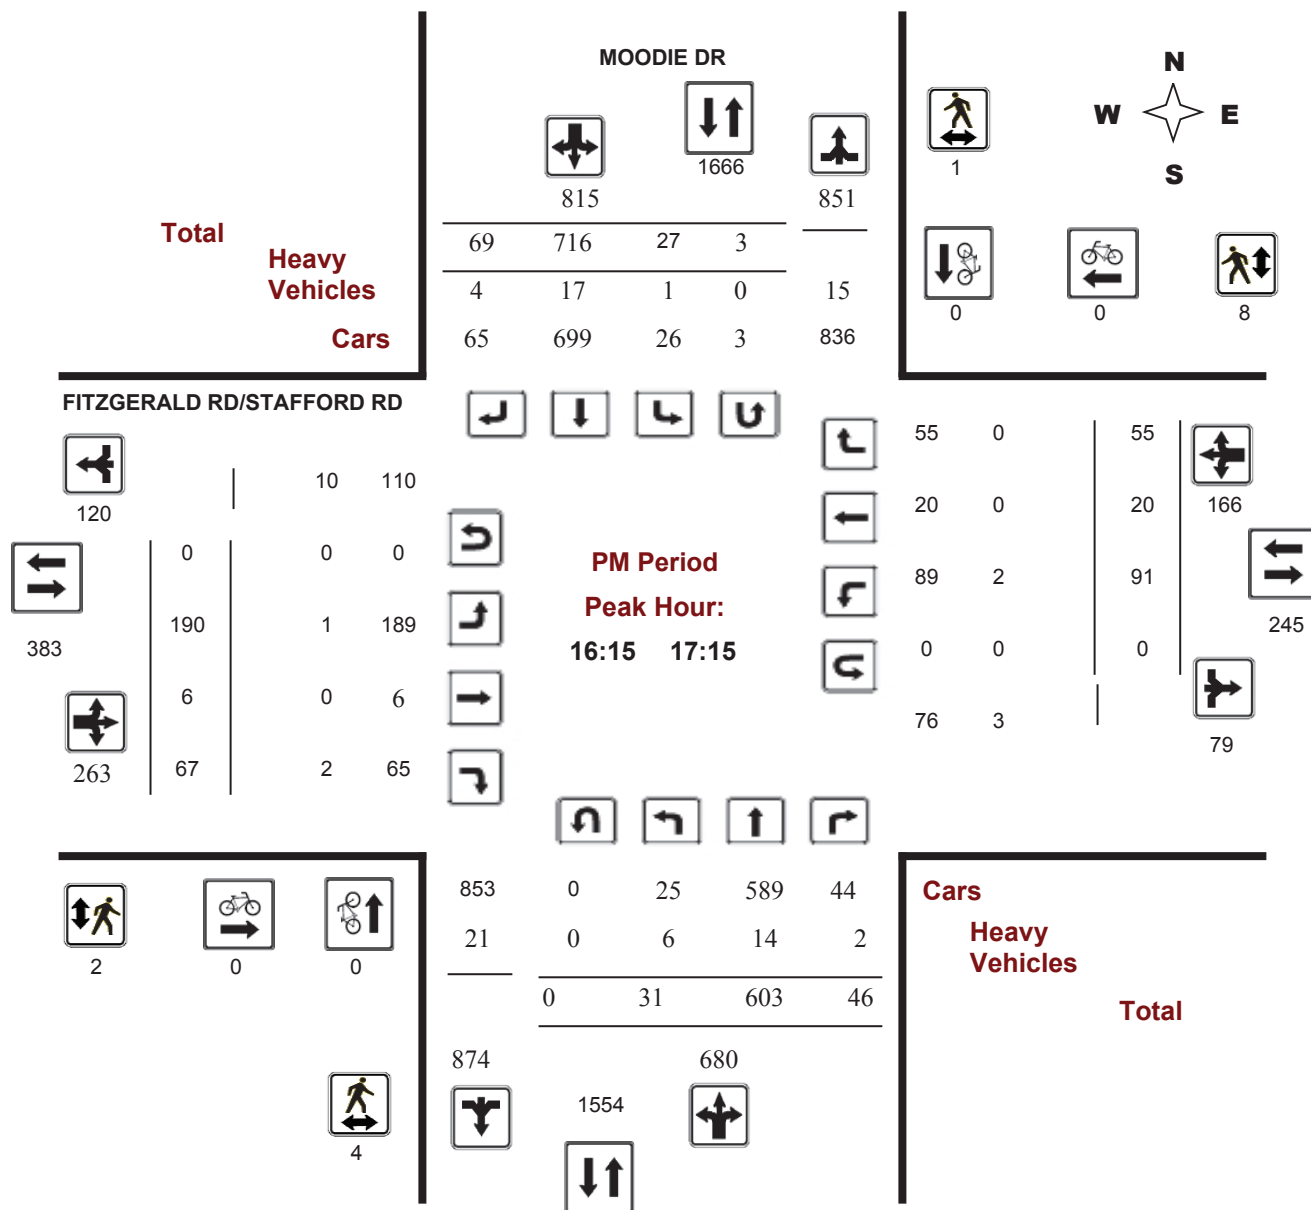 MOODIE DR
N
W E
S
1666
1
815 851
Total 69 716 27 3
Heavy
Vehicles 4 17 1 0 15
Cars 65 699 26 3 836
0 0 8
FITZGERALD RD/STAFFORD RD
55 0 55
10 110
120
20 0 20 166
0 0 0
PM Period
89 2 91
Peak Hour:
190 1 189
383
16:15 17:15
0 0 0
245
6 0 6
76 3
79
263 67 2 65
853 0 25 589 44 Cars
21 0 6 14 2 Heavy
Vehicles
2 0 0
0 31 603 46 Total
874 680
1554
4